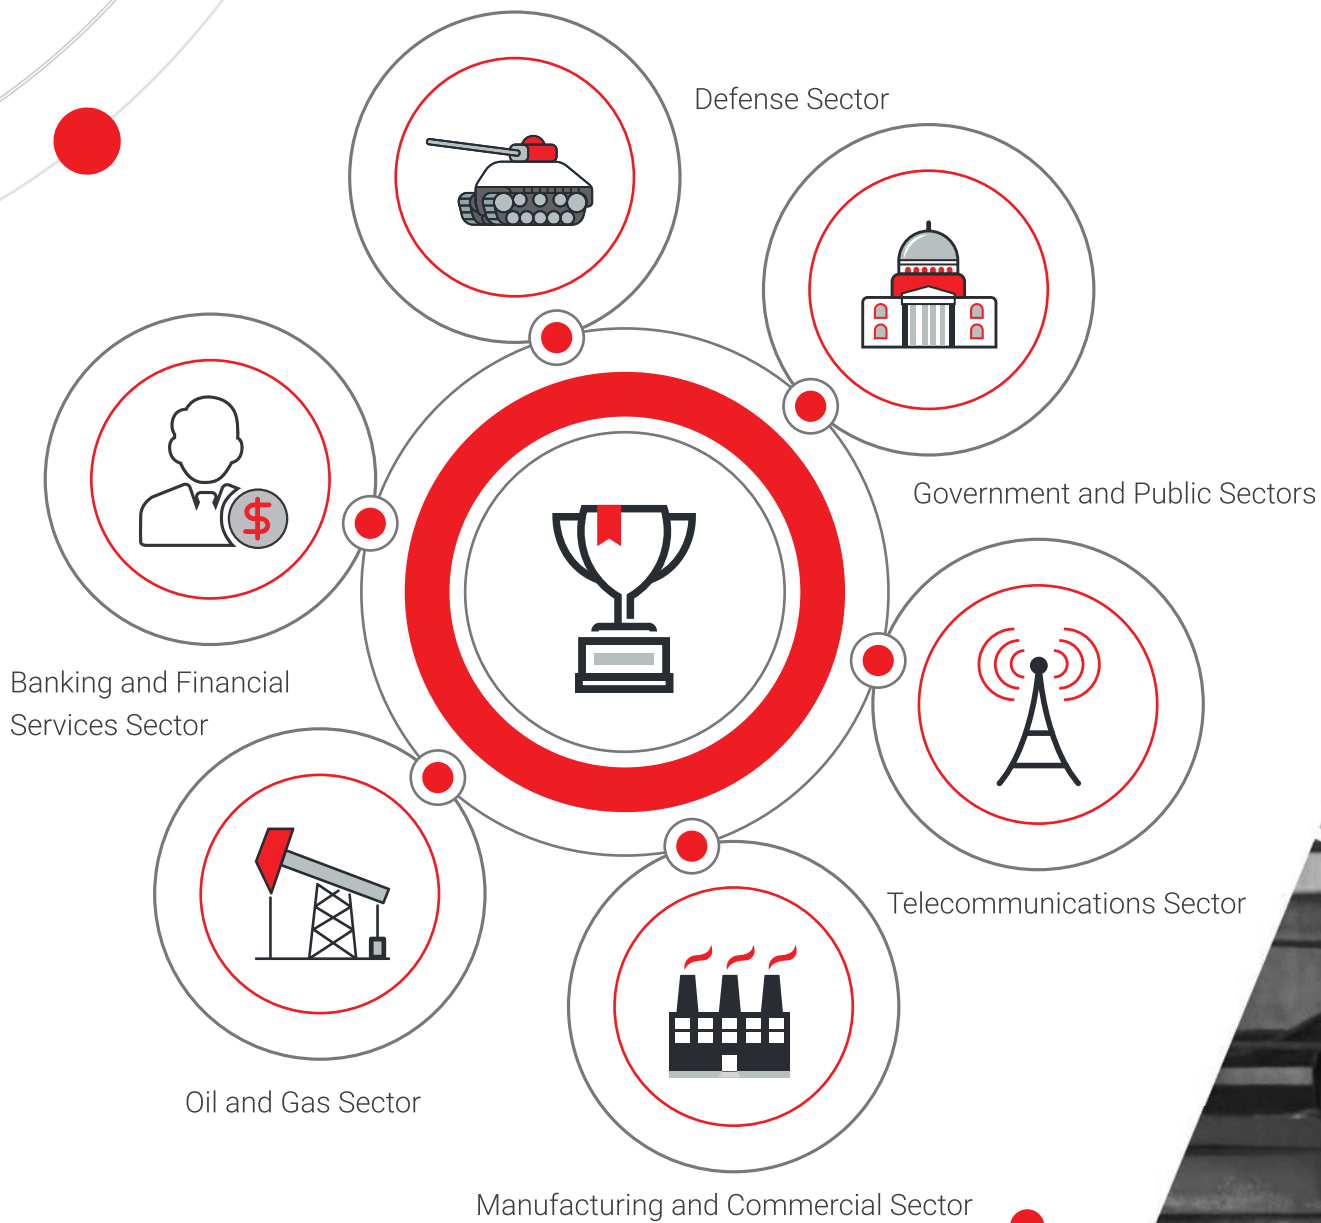 Defense Sector
Government and Public Sectors
Banking and Financial
Services Sector
Telecommunications Sector
Oil and Gas Sector
Manufacturing and Commercial Sector